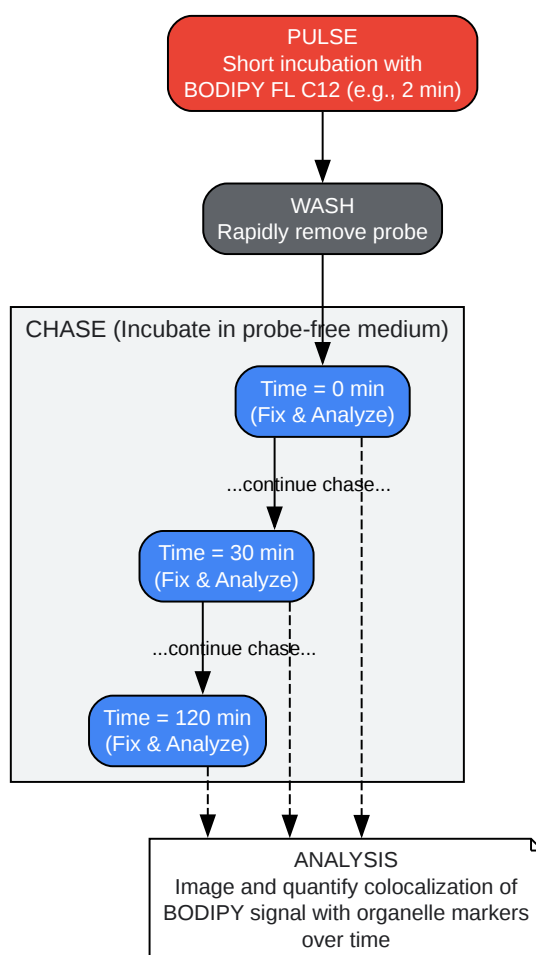 PULSE
Short incubation with
BODIPY FL C12 (e.g., 2 min)
WASH
Rapidly remove probe
CHASE (Incubate in probe-free medium)
Time = 0 min
(Fix & Analyze)
...continue chase...
Time = 30 min
(Fix & Analyze)
...continue chase...
Time = 120 min
(Fix & Analyze)
ANALYSIS
Image and quantify colocalization of
BODIPY signal with organelle markers
over time